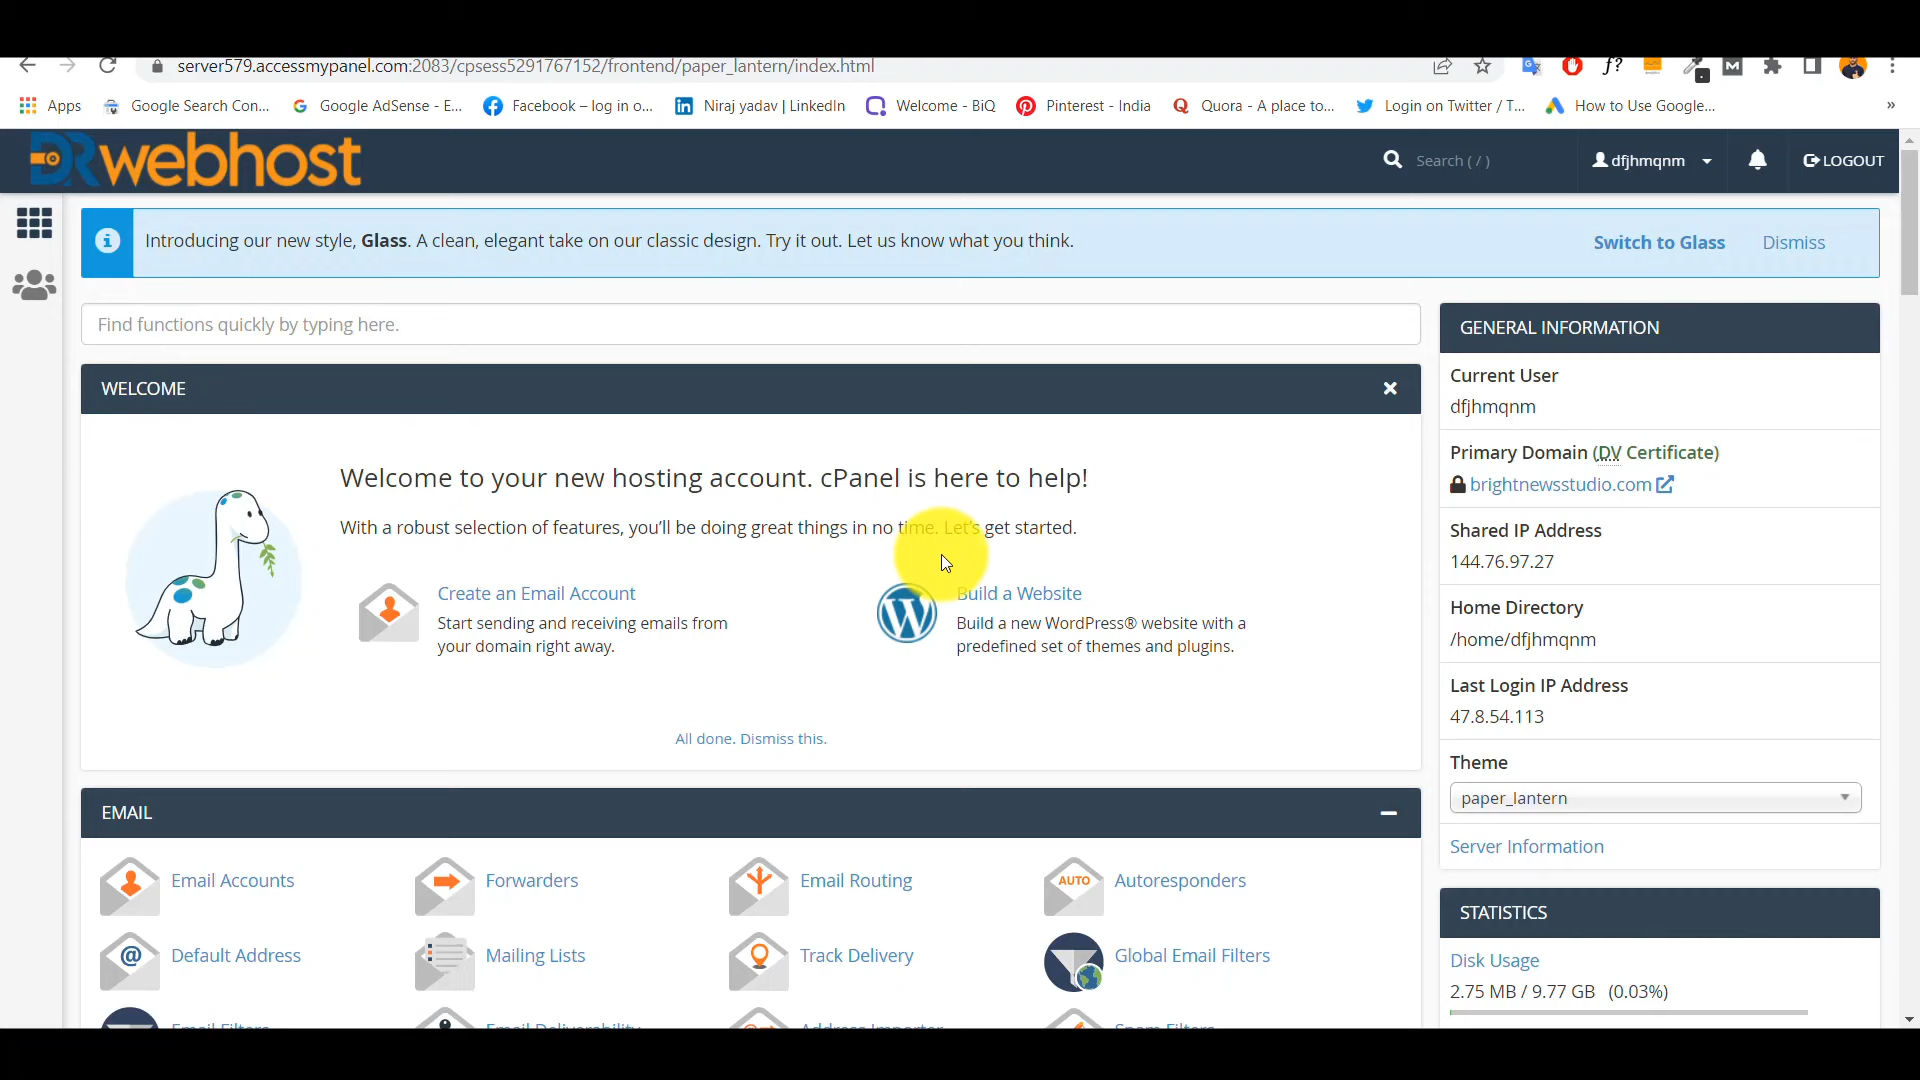 server579.accessmypanel.com:2083/cpsess5291767152/frontend/paper_lantern/index.html
Apps Google Search Con... Google AdSense - E... Facebook – log in o... Niraj yadav | LinkedIn Welcome - BiQ Pinterest - India Quora - A place to... Login on Twitter / T... How to Use Google... »
DRwebhost
Search ( / ) dfjhmqnm LOGOUT
Introducing our new style, Glass. A clean, elegant take on our classic design. Try it out. Let us know what you think. Switch to Glass Dismiss
Find functions quickly by typing here.
WELCOME
Welcome to your new hosting account. cPanel is here to help!
With a robust selection of features, you'll be doing great things in no time. Let's get started.
Create an Email Account
Start sending and receiving emails from
your domain right away.
Build a Website
Build a new WordPress® website with a
predefined set of themes and plugins.
All done. Dismiss this.
EMAIL
Email Accounts Forwarders Email Routing AUTO Autoresponders
Default Address Mailing Lists Track Delivery Global Email Filters
Email Filters Email Deliverability Address Importer Spam Filters
GENERAL INFORMATION
Current User
dfjhmqnm
Primary Domain (DV Certificate)
brightnewsstudio.com
Shared IP Address
144.76.97.27
Home Directory
/home/dfjhmqnm
Last Login IP Address
47.8.54.113
Theme
paper_lantern
Server Information
STATISTICS
Disk Usage
2.75 MB / 9.77 GB (0.03%)